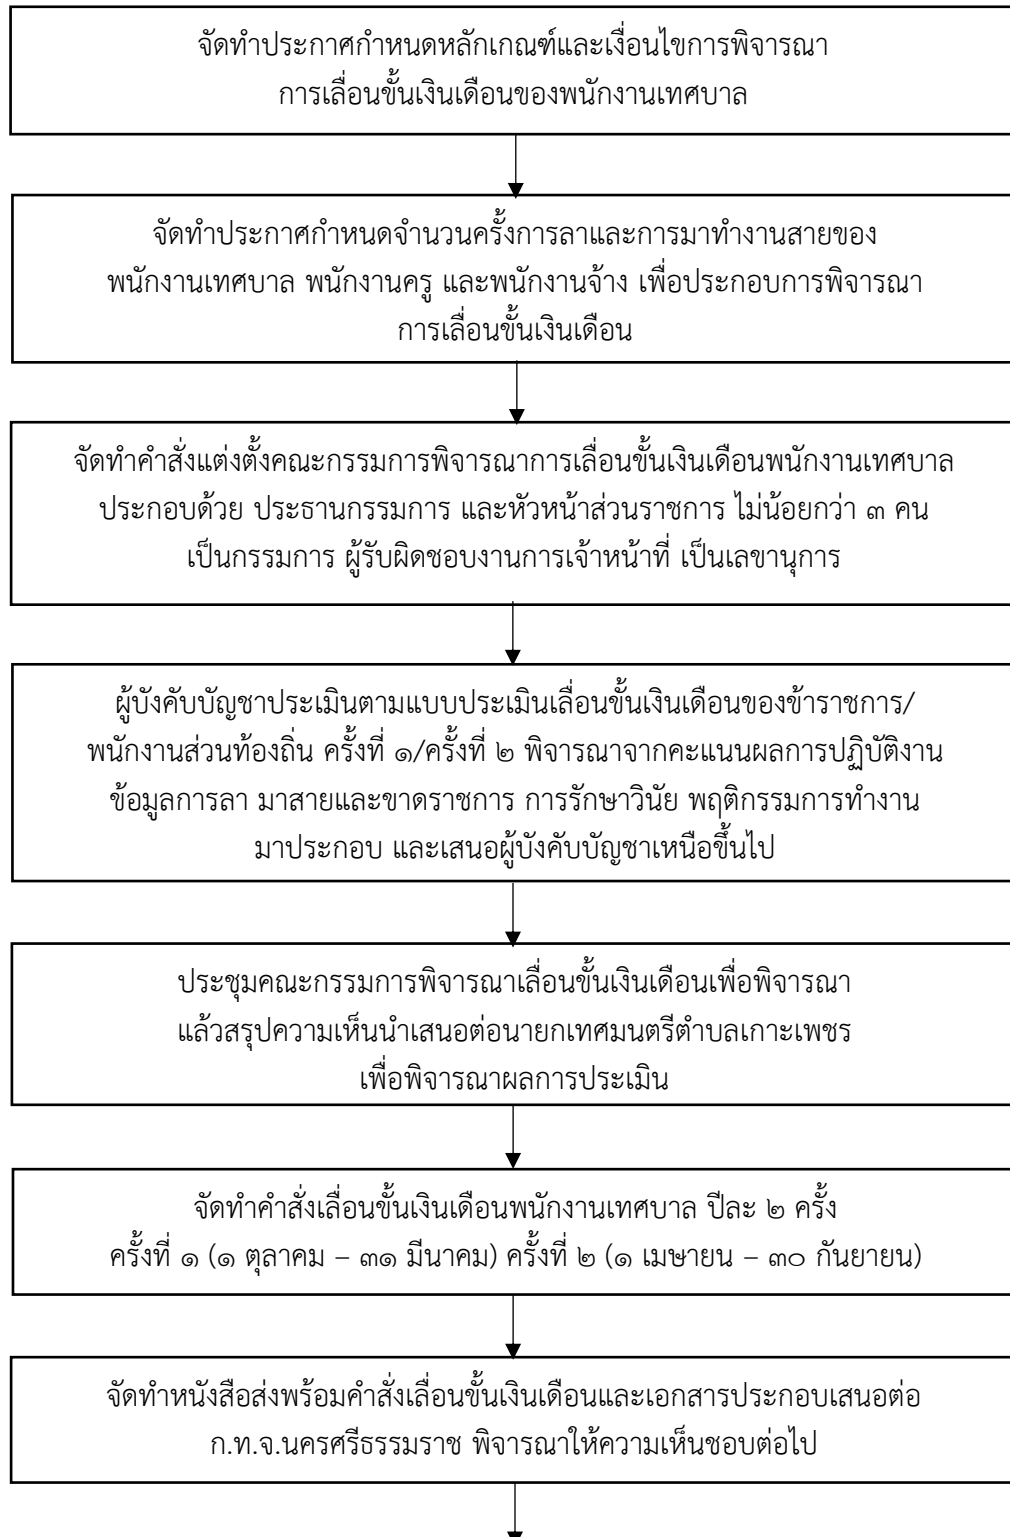 จัดทำประกาศกำหนดหลักเกณฑ์และเงื่อนไขการพิจารณา
การเลื่อนขั้นเงินเดือนของพนักงานเทศบาล
จัดทำประกาศกำหนดจำนวนครั้งการลาและการมาทำงานสายของ
พนักงานเทศบาล พนักงานครู และพนักงานจ้าง เพื่อประกอบการพิจารณา
การเลื่อนขั้นเงินเดือน
จัดทำคำสั่งแต่งตั้งคณะกรรมการพิจารณาการเลื่อนขั้นเงินเดือนพนักงานเทศบาล
ประกอบด้วย ประธานกรรมการ และหัวหน้าส่วนราชการ ไม่น้อยกว่า ๓ คน
เป็นกรรมการ ผู้รับผิดชอบงานการเจ้าหน้าที่ เป็นเลขานุการ
ผู้บังคับบัญชาประเมินตามแบบประเมินเลื่อนขั้นเงินเดือนของข้าราชการ/
พนักงานส่วนท้องถิ่น ครั้งที่ ๑/ครั้งที่ ๒ พิจารณาจากคะแนนผลการปฏิบัติงาน
ข้อมูลการลา มาสายและขาดราชการ การรักษาวินัย พฤติกรรมการทำงาน
มาประกอบ และเสนอผู้บังคับบัญชาเหนือขึ้นไป
ประชุมคณะกรรมการพิจารณาเลื่อนขั้นเงินเดือนเพื่อพิจารณา
แล้วสรุปความเห็นนำเสนอต่อนายกเทศมนตรีตำบลเกาะเพชร
เพื่อพิจารณาผลการประเมิน
จัดทำคำสั่งเลื่อนขั้นเงินเดือนพนักงานเทศบาล ปีละ ๒ ครั้ง
ครั้งที่ ๑ (๑ ตุลาคม – ๓๑ มีนาคม) ครั้งที่ ๒ (๑ เมษายน – ๓๐ กันยายน)
จัดทำหนังสือส่งพร้อมคำสั่งเลื่อนขั้นเงินเดือนและเอกสารประกอบเสนอต่อ
ก.ท.จ.นครศรีธรรมราช พิจารณาให้ความเห็นชอบต่อไป